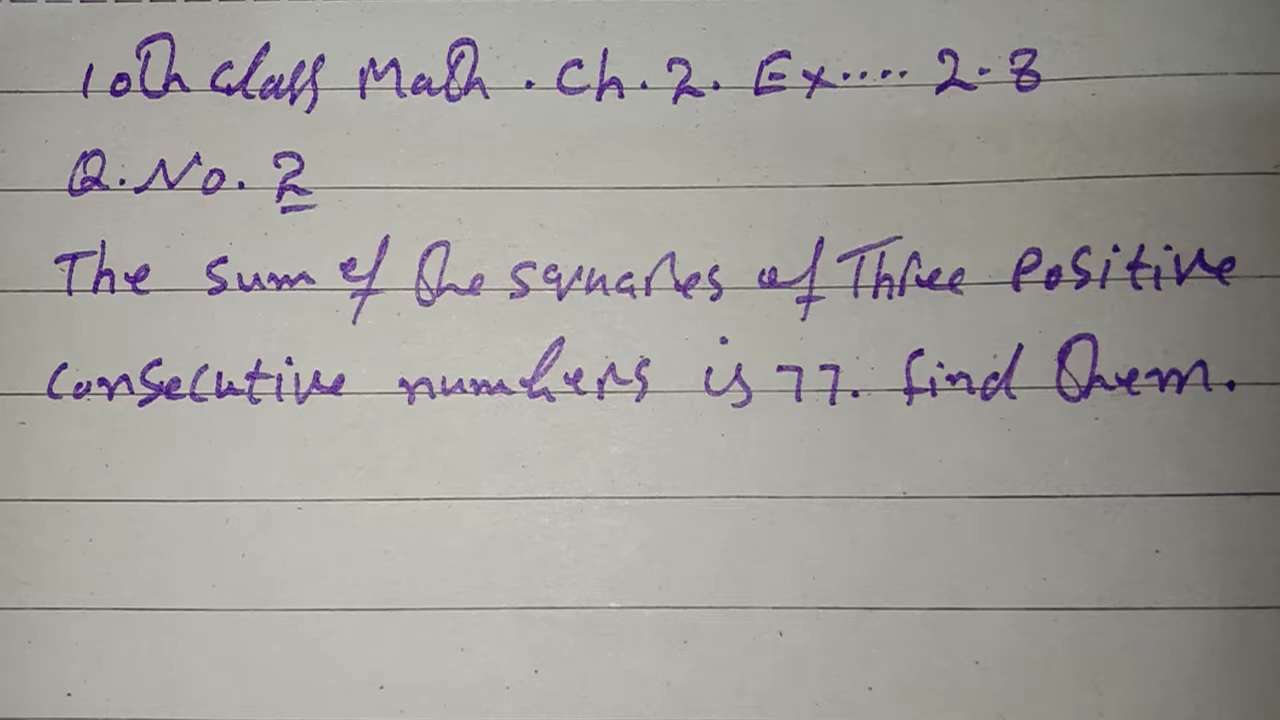 10th Class Math. Ch. 2. Ex.... 2.8
Q. No. 2
The sum of the squares of Three Positive
consecutive numbers is 77. find them.